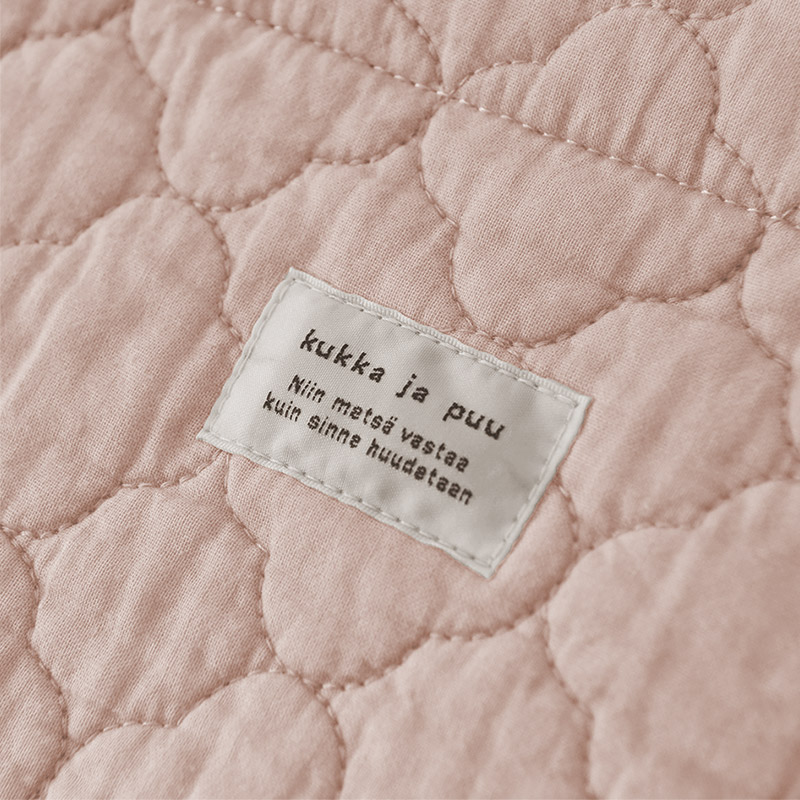 kukka ja puu
Niin metsä vastaa
kuin sinne huudetaan